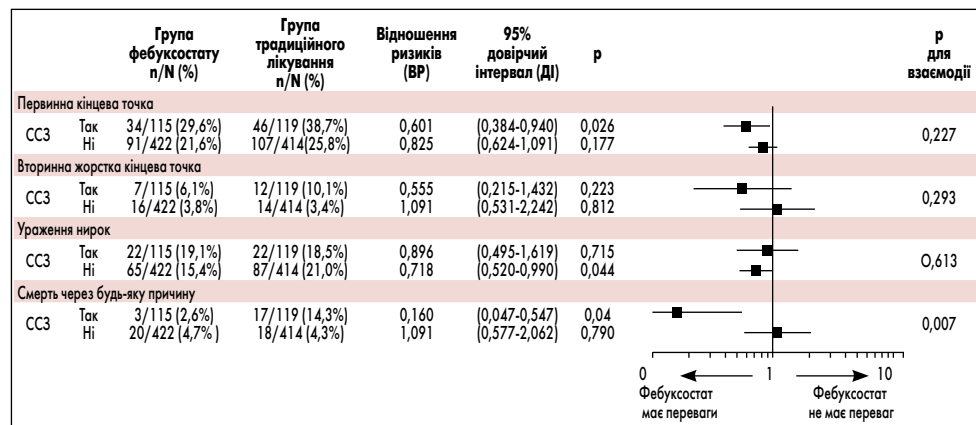 Група фебуксостату n/N (%) Група традиційного лікування n/N (%) Відношення ризиків (ВР) 95% довірчий інтервал (ДІ) p p для взаємодії
Первинна кінцева точка
ССЗ Так 34/115 (29,6%) 46/119 (38,7%) 0,601 (0,384-0,940) 0,026 0,227
Ні 91/422 (21,6%) 107/414(25,8%) 0,825 (0,624-1,091) 0,177
Вторинна жорстка кінцева точка
ССЗ Так 7/115 (6,1%) 12/119 (10,1%) 0,555 (0,215-1,432) 0,223 0,293
Ні 16/422 (3,8%) 14/414 (3,4%) 1,091 (0,531-2,242) 0,812
Ураження нирок
ССЗ Так 22/115 (19,1%) 22/119 (18,5%) 0,896 (0,495-1,619) 0,715 О,613
Ні 65/422 (15,4%) 87/414 (21,0%) 0,718 (0,520-0,990) 0,044
Смерть через будь-яку причину
ССЗ Так 3/115 (2,6%) 17/119 (14,3%) 0,160 (0,047-0,547) 0,04 0,007
Ні 20/422 (4,7% ) 18/414 (4,3%) 1,091 (0,577-2,062) 0,790
0 1 10
Фебуксостат Фебуксостат
має переваги не має переваг